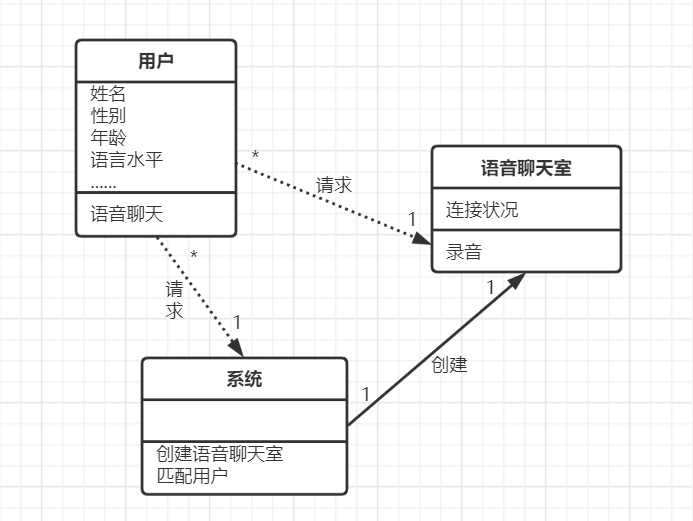 用户
姓名
性别
年龄
语言水平
......
语音聊天
*
请求
1
语音聊天室
连接状况
录音
*
请
求
1
1
创建
1
系统
创建语音聊天室
匹配用户